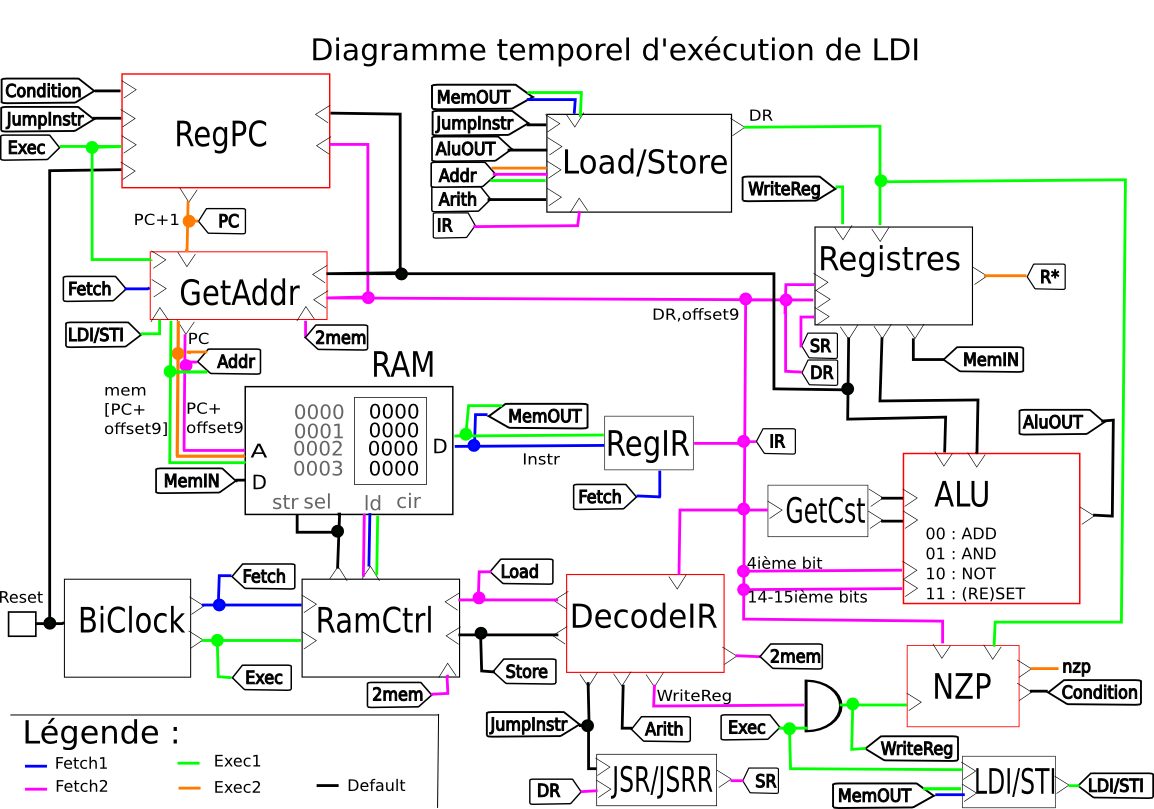 Diagramme temporel d'exécution de LDI
Condition
JumpInstr
Exec
RegPC
MemOUT
JumpInstr
AluOUT
Addr
Arith
IR
Load/Store
DR
WriteReg
PC+1
PC
Fetch
GetAddr
LDI/STI
PC
2mem
Addr
Registres
R*
DR,offset9
SR
DR
MemIN
mem
[PC+
offset9]
PC+
offset9
RAM
0000 0000
0001 0000
0002 0000
0003 0000
A
D
D
str sel ld cir
MemIN
MemOUT
Instr
RegIR
Fetch
IR
AluOUT
GetCst
ALU
00 : ADD
01 : AND
10 : NOT
11 : (RE)SET
4ième bit
14-15ième bits
Reset
BiClock
Fetch
Exec
RamCtrl
Load
Store
2mem
DecodeIR
2mem
WriteReg
JumpInstr
Arith
Exec
NZP
nzp
Condition
WriteReg
DR
JSR/JSRR
SR
MemOUT
LDI/STI
LDI/STI
Légende :
Fetch1
Fetch2
Exec1
Exec2
Default